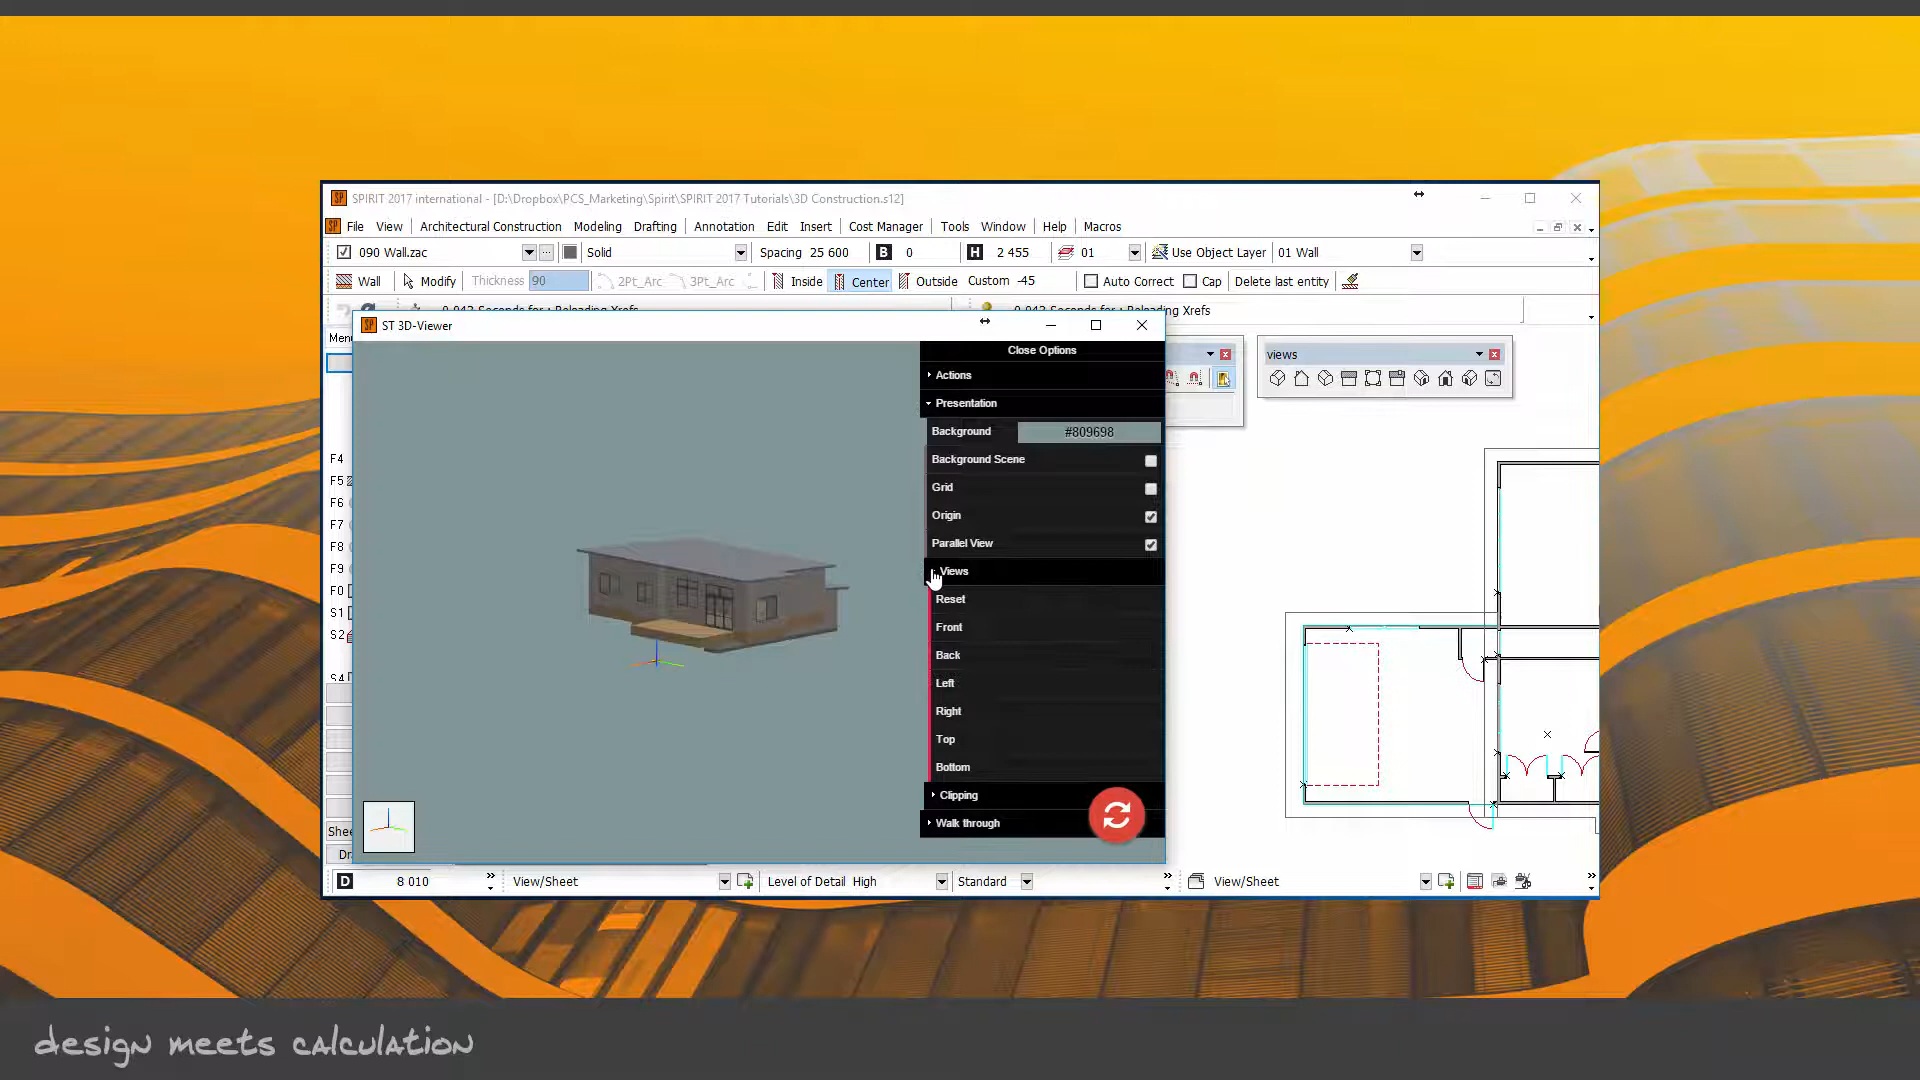 SPIRIT 2017 international - [D:\Dropbox\PCS_Marketing\Spirit\SPIRIT 2017 Tutorials\3D Construction.s12]
File View Architectural Construction Modeling Drafting Annotation Edit Insert Cost Manager Tools Window Help Macros
090 Wall.zac ... Solid Spacing 25 600 B 0 H 2 455 01 Use Object Layer 01 Wall
Wall Modify Thickness 90 2Pt_Arc 3Pt_Arc Inside Center Outside Custom -45 Auto Correct Cap Delete last entity
ST 3D-Viewer
views
Close Options
Actions
Presentation
Background #809698
Background Scene
Grid
Origin
Parallel View
Views
Reset
Front
Back
Left
Right
Top
Bottom
Clipping
Walk through
F4
F5
F6
F7
F8
F9
F0
S1
S2
S4
D 8 010 View/Sheet Level of Detail High Standard View/Sheet
design meets calculation